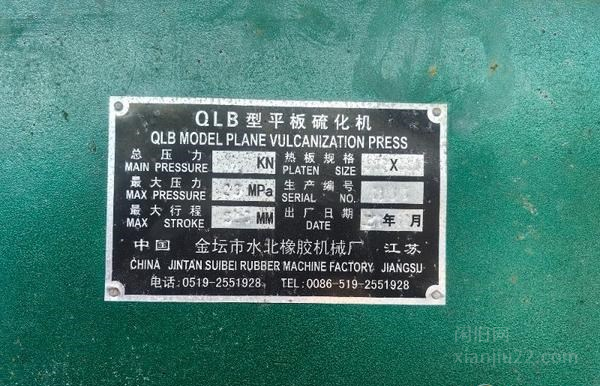 QLB型平板硫化机
QLB MODEL PLANE VULCANIZATION PRESS
总压力 KN 热板规格 X
MAIN PRESSURE PLATEN SIZE
最大压力 MPa 生产编号
MAX PRESSURE SERIAL NO.
最大行程 MM 出厂日期 年 月
MAX STROKE DATE
中国 金坛市水北橡胶机械厂 江苏
CHINA JINTAN SUIBEI RUBBER MACHINE FACTORY JIANGSU
电话:0519-2551928 TEL:0086-519-2551928
闲旧网
xianjiu22.com